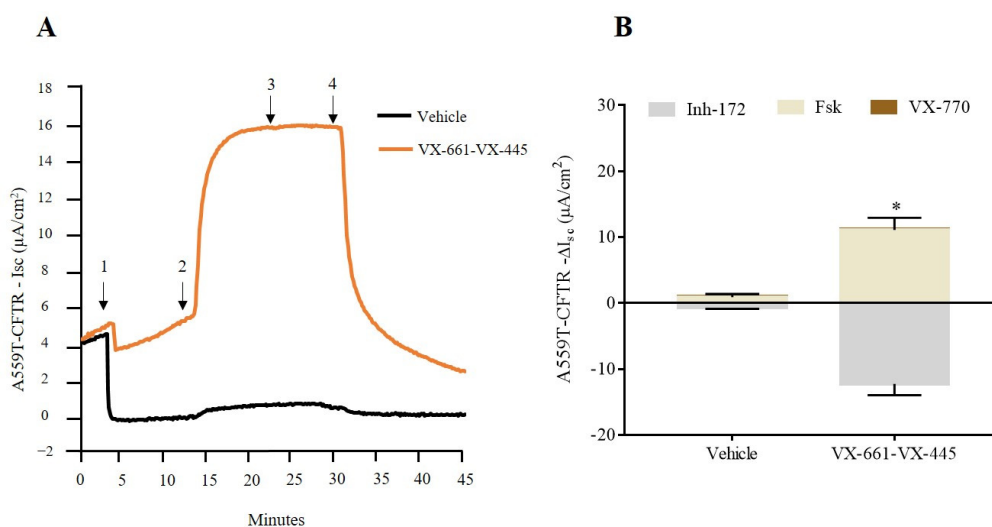 A
B
18
16
14
12
10
8
6
4
2
0
−2
A559T-CFTR - Isc (µA/cm²)
1
2
3
4
Vehicle
VX-661-VX-445
0
5
10
15
20
25
30
35
40
45
Minutes
30
20
10
0
-10
-20
A559T-CFTR -ΔIsc (µA/cm²)
Inh-172
Fsk
VX-770
*
Vehicle
VX-661-VX-445